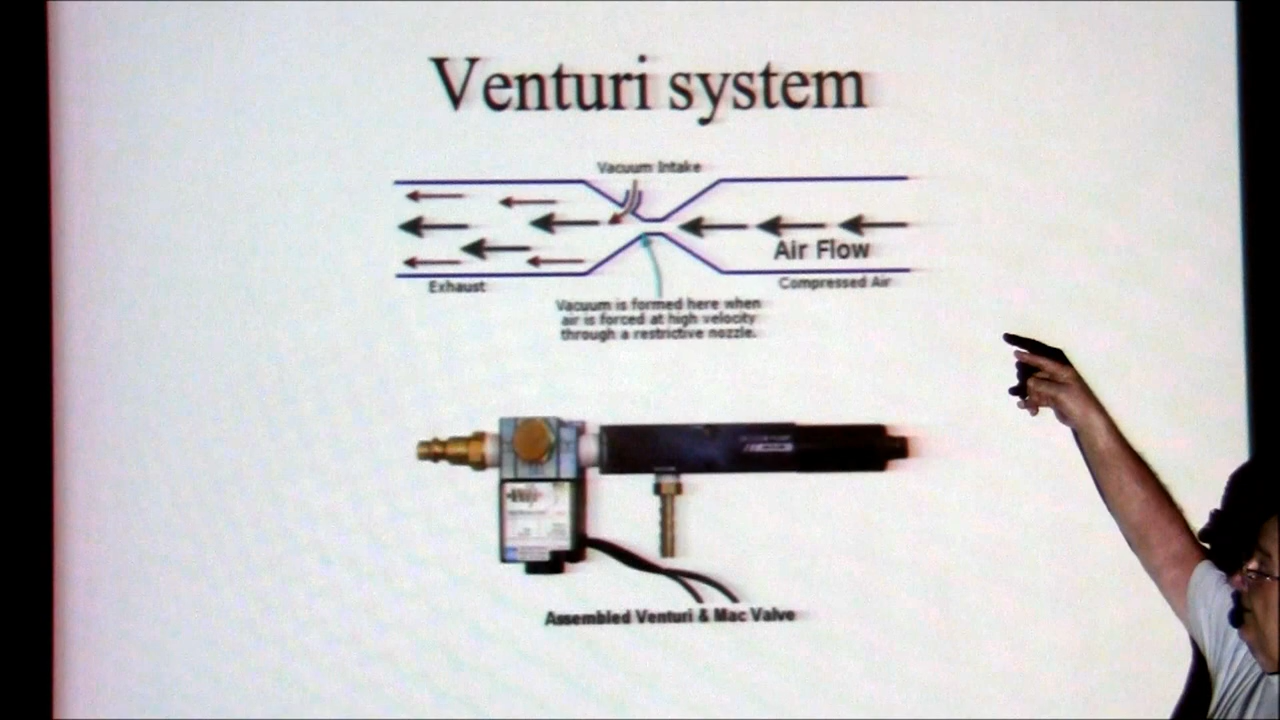 Venturi system
Vacuum Intake
Air Flow
Exhaust
Compressed Air
Vacuum is formed here when
air is forced at high velocity
through a restrictive nozzle.
Assembled Venturi & Mac Valve